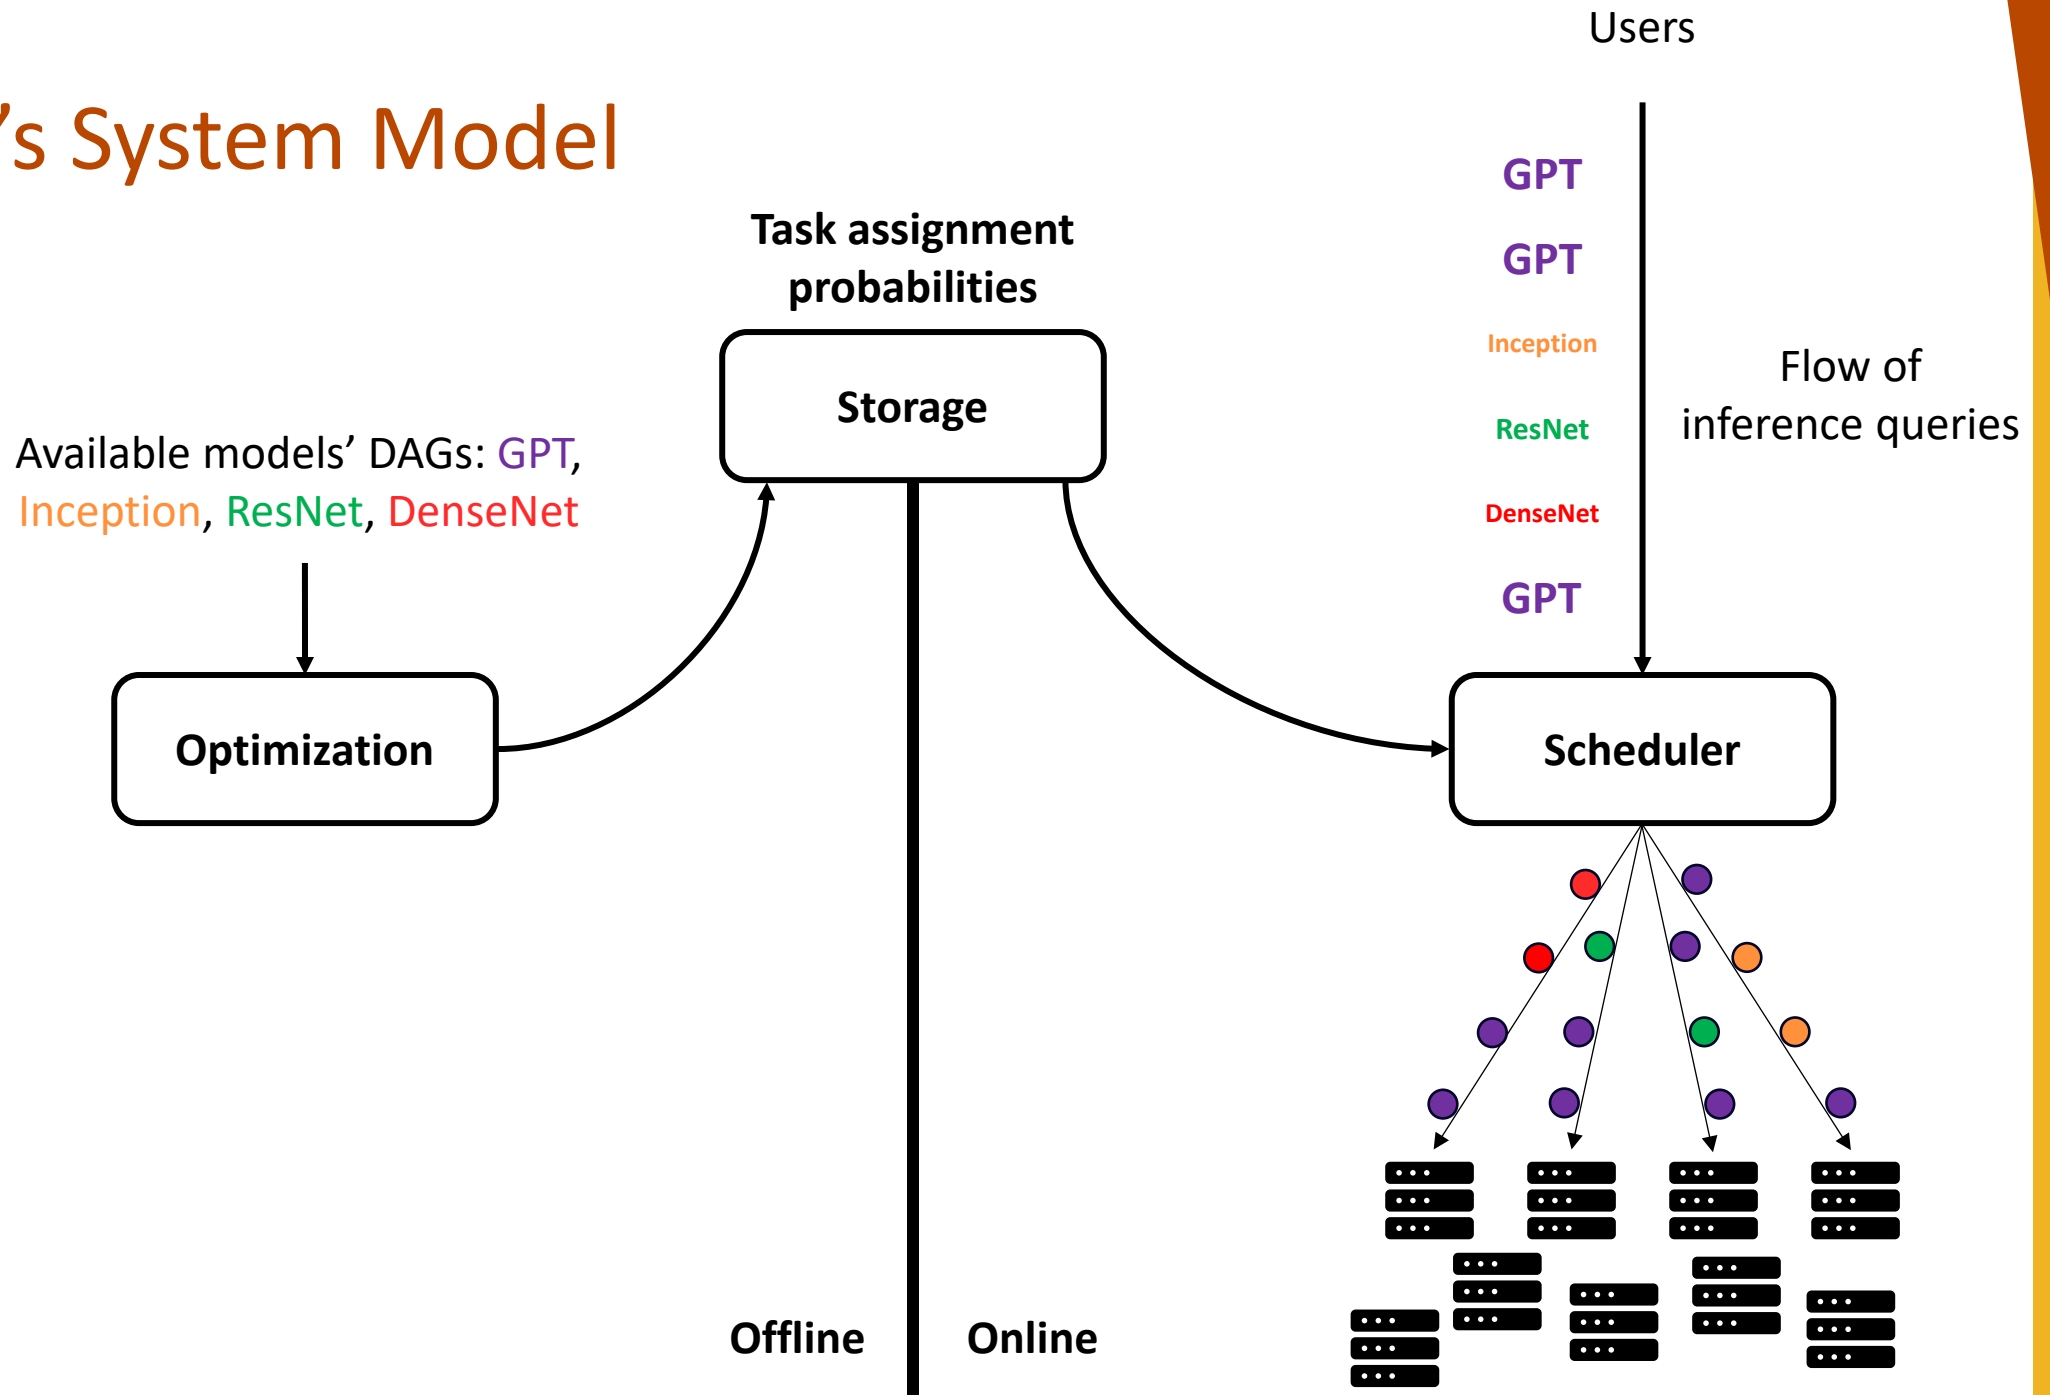 ’s System Model
Users
GPT
GPT
Inception
ResNet
DenseNet
GPT
Flow of
inference queries
Task assignment
probabilities
Storage
Available models’ DAGs: GPT,
Inception, ResNet, DenseNet
Optimization
Scheduler
Offline
Online